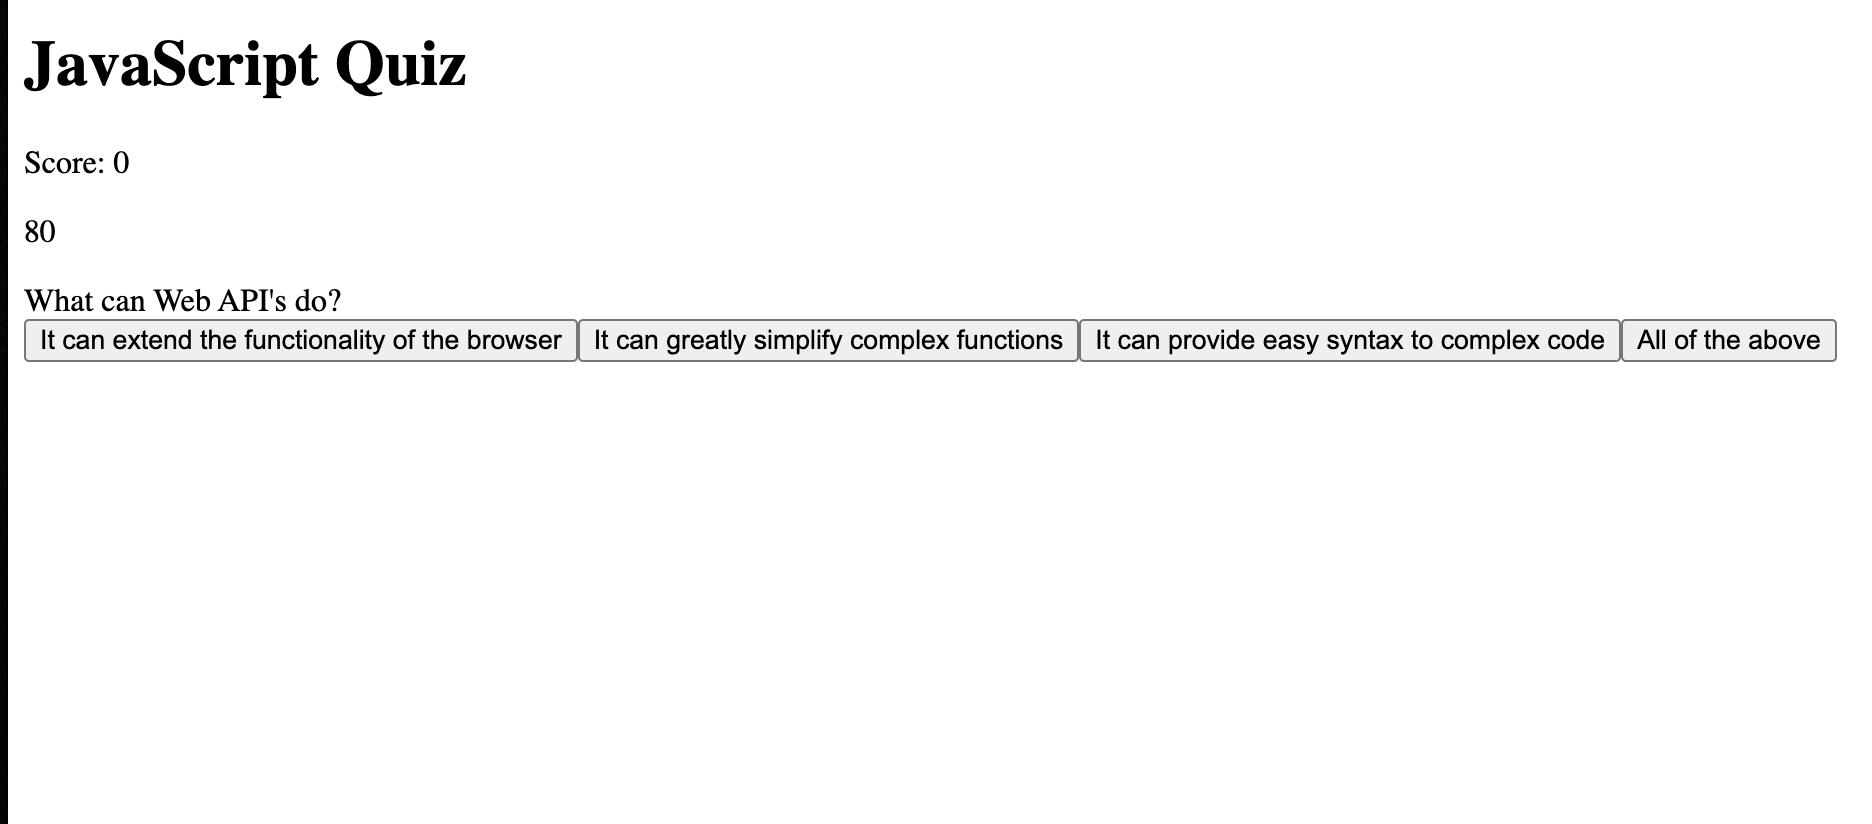 JavaScript Quiz
Score: 0
80
What can Web API's do?
It can extend the functionality of the browser It can greatly simplify complex functions It can provide easy syntax to complex code All of the above